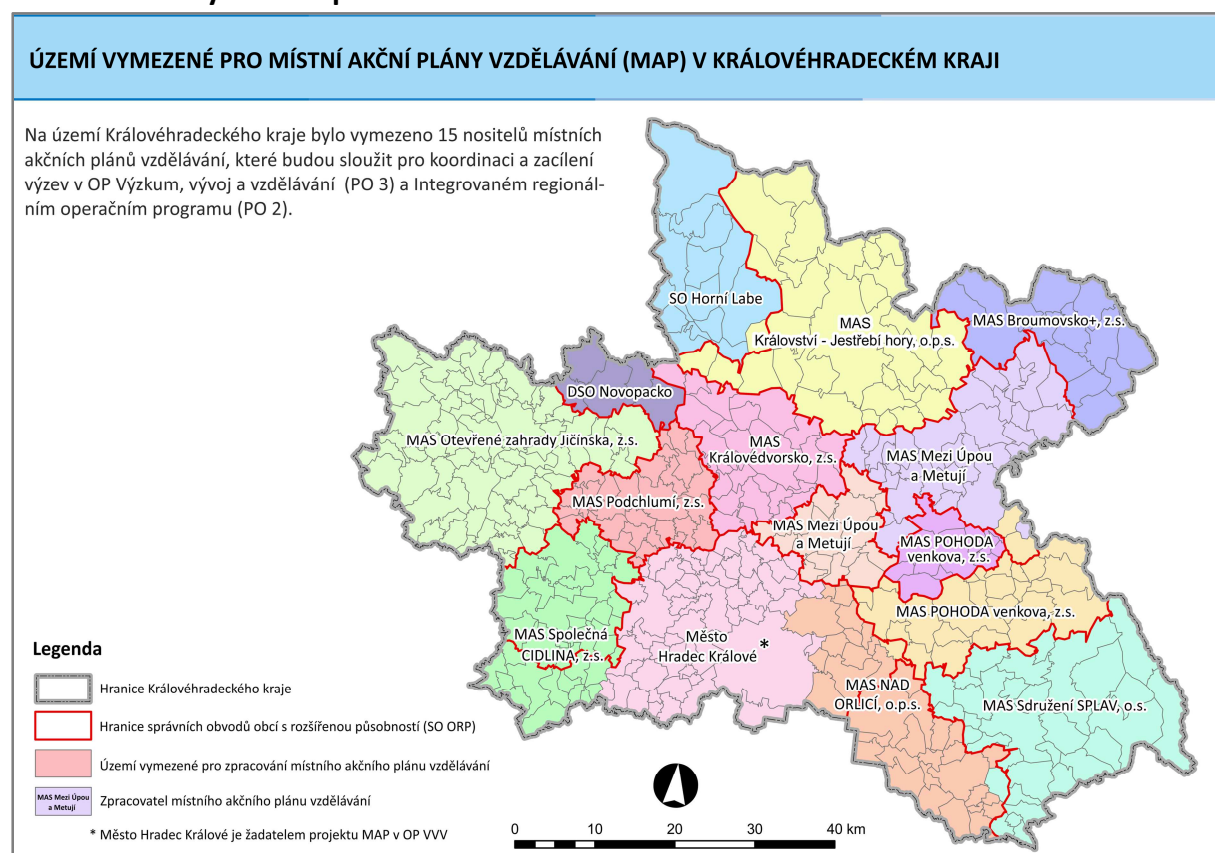 ÚZEMÍ VYMEZENÉ PRO MÍSTNÍ AKČNÍ PLÁNY VZDĚLÁVÁNÍ (MAP) V KRÁLOVÉHRADECKÉM KRAJI
Na území Královéhradeckého kraje bylo vymezeno 15 nositelů místních
akčních plánů vzdělávání, které budou sloužit pro koordinaci a zacílení
výzev v OP Výzkum, vývoj a vzdělávání (PO 3) a Integrovaném regionál-
ním operačním programu (PO 2).
SO Horní Labe
MAS
Království - Jestřebí hory, o.p.s.
MAS Broumovsko+, z.s.
DSO Novopacko
MAS Otevřené zahrady Jičínska, z.s.
MAS
Královédvorsko, z.s.
MAS Mezi Úpou
a Metují
MAS Podchlumí, z.s.
MAS Mezi Úpou
a Metují
MAS POHODA
venkova, z.s.
MAS POHODA venkova, z.s.
MAS Společná
CIDLINA, z.s.
Město
Hradec Králové *
MAS NAD
ORLICÍ, o.p.s.
MAS Sdružení SPLAV, o.s.
Legenda
Hranice Královéhradeckého kraje
Hranice správních obvodů obcí s rozšířenou působností (SO ORP)
Území vymezené pro zpracování místního akčního plánu vzdělávání
MAS Mezi Úpou
a Metují
Zpracovatel místního akčního plánu vzdělávání
* Město Hradec Králové je žadatelem projektu MAP v OP VVV
0 10 20 30 40 km